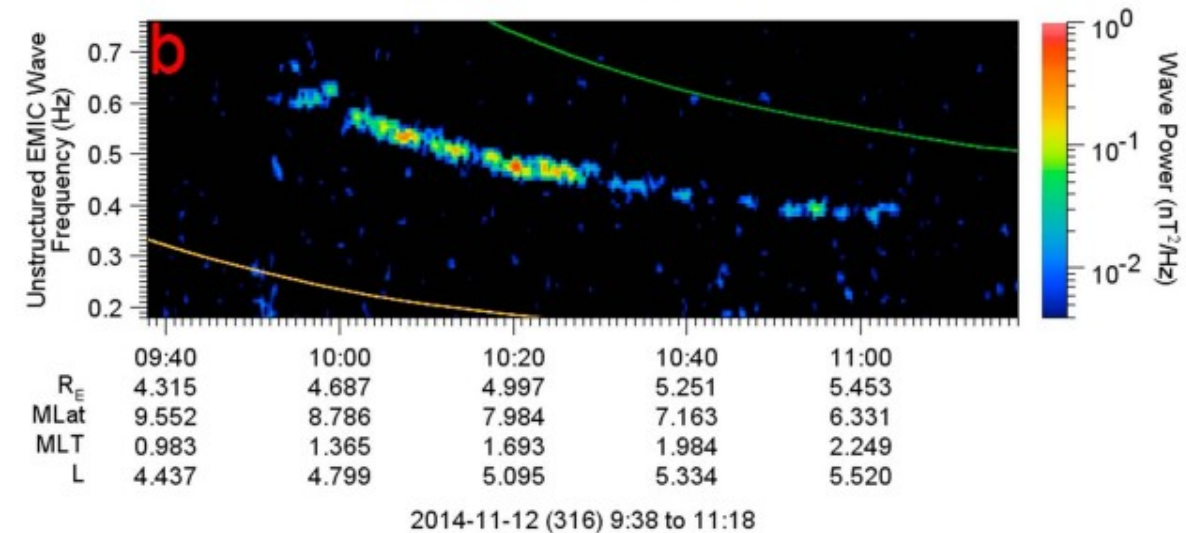 b
Unstructured EMIC Wave
Frequency (Hz)
0.7
0.6
0.5
0.4
0.3
0.2
10⁰
10⁻¹
10⁻²
Wave Power (nT²/Hz)
09:40 10:00 10:20 10:40 11:00
R_E 4.315 4.687 4.997 5.251 5.453
MLat 9.552 8.786 7.984 7.163 6.331
MLT 0.983 1.365 1.693 1.984 2.249
L 4.437 4.799 5.095 5.334 5.520
2014-11-12 (316) 9:38 to 11:18